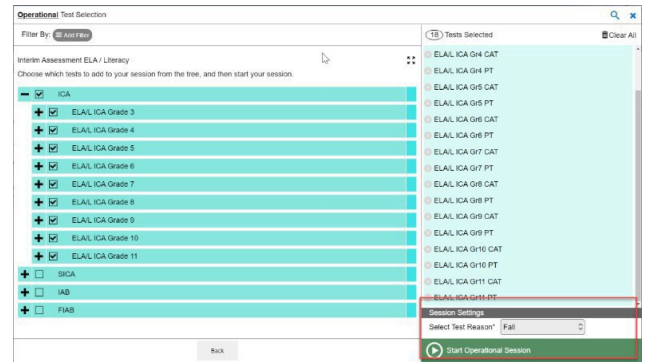 Operational Test Selection
Filter By: Add Filter
Interim Assessment ELA / Literacy
Choose which tests to add to your session from the tree, and then start your session.
ICA
ELA/L ICA Grade 3
ELA/L ICA Grade 4
ELA/L ICA Grade 5
ELA/L ICA Grade 6
ELA/L ICA Grade 7
ELA/L ICA Grade 8
ELA/L ICA Grade 9
ELA/L ICA Grade 10
ELA/L ICA Grade 11
SICA
IAB
FIAB
Back
18 Tests Selected
Clear All
ELA/L ICA Gr4 CAT
ELA/L ICA Gr4 PT
ELA/L ICA Gr5 CAT
ELA/L ICA Gr5 PT
ELA/L ICA Gr6 CAT
ELA/L ICA Gr6 PT
ELA/L ICA Gr7 CAT
ELA/L ICA Gr7 PT
ELA/L ICA Gr8 CAT
ELA/L ICA Gr8 PT
ELA/L ICA Gr9 CAT
ELA/L ICA Gr9 PT
ELA/L ICA Gr10 CAT
ELA/L ICA Gr10 PT
ELA/L ICA Gr11 CAT
ELA/L ICA Gr11 PT
Session Settings
Select Test Reason* Fall
Start Operational Session